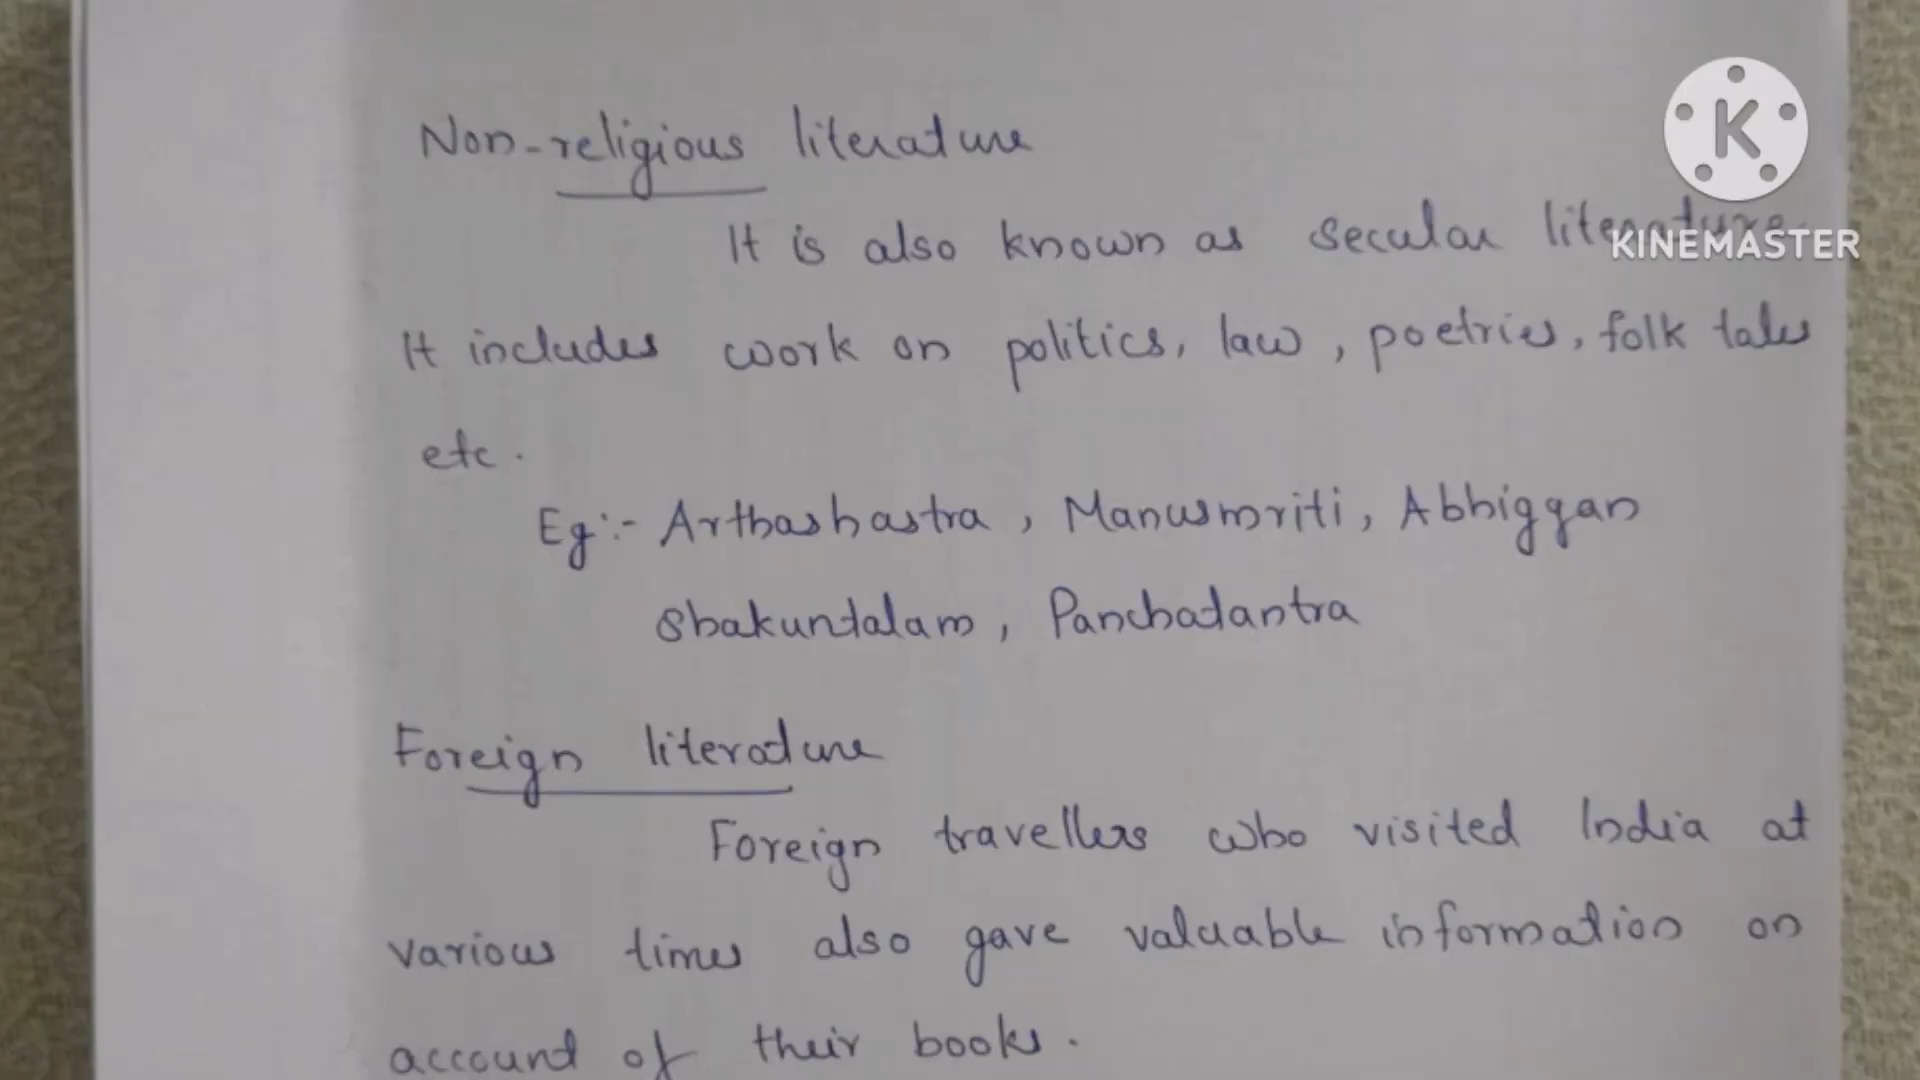 Non-religious literature
It is also known as secular literature.
It includes work on politics, law, poetries, folk tales
etc.
Eg:- Arthashastra, Manusmriti, Abhiggan
Shakuntalam, Panchatantra
Foreign literature
Foreign travellers who visited India at
various times also gave valuable information on
account of their books.
K
KINEMASTER